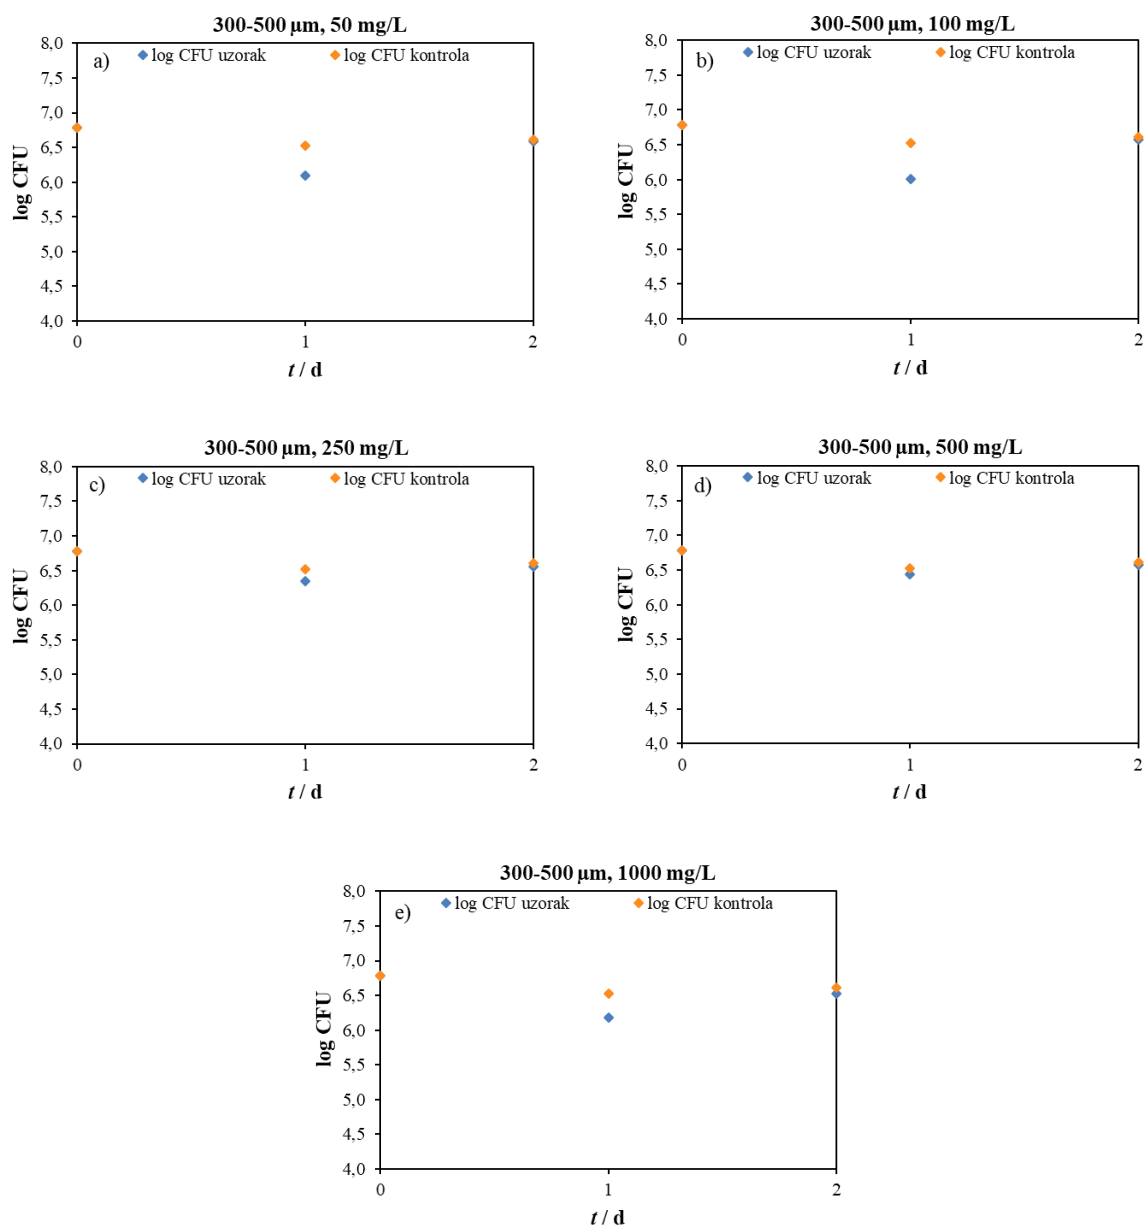 300-500 µm, 50 mg/L
a)
log CFU uzorak log CFU kontrola
8,0
7,5
7,0
6,5
6,0
5,5
5,0
4,5
4,0
log CFU
0 1 2
t / d
300-500 µm, 100 mg/L
b)
log CFU uzorak log CFU kontrola
8,0
7,5
7,0
6,5
6,0
5,5
5,0
4,5
4,0
log CFU
0 1 2
t / d
300-500 µm, 250 mg/L
c)
log CFU uzorak log CFU kontrola
8,0
7,5
7,0
6,5
6,0
5,5
5,0
4,5
4,0
log CFU
0 1 2
t / d
300-500 µm, 500 mg/L
d)
log CFU uzorak log CFU kontrola
8,0
7,5
7,0
6,5
6,0
5,5
5,0
4,5
4,0
log CFU
0 1 2
t / d
300-500 µm, 1000 mg/L
e)
log CFU uzorak log CFU kontrola
8,0
7,5
7,0
6,5
6,0
5,5
5,0
4,5
4,0
log CFU
0 1 2
t / d